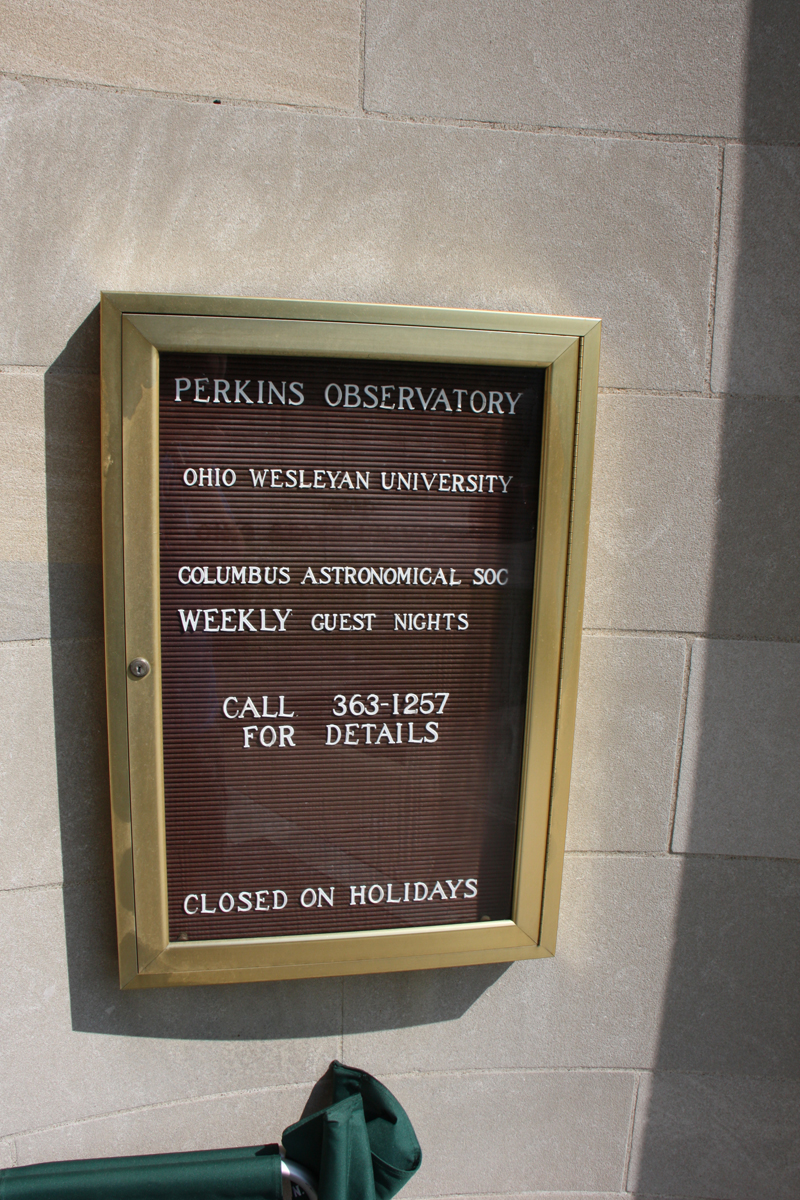 PERKINS OBSERVATORY
OHIO WESLEYAN UNIVERSITY
COLUMBUS ASTRONOMICAL SOC
WEEKLY GUEST NIGHTS
CALL 363-1257
FOR DETAILS
CLOSED ON HOLIDAYS